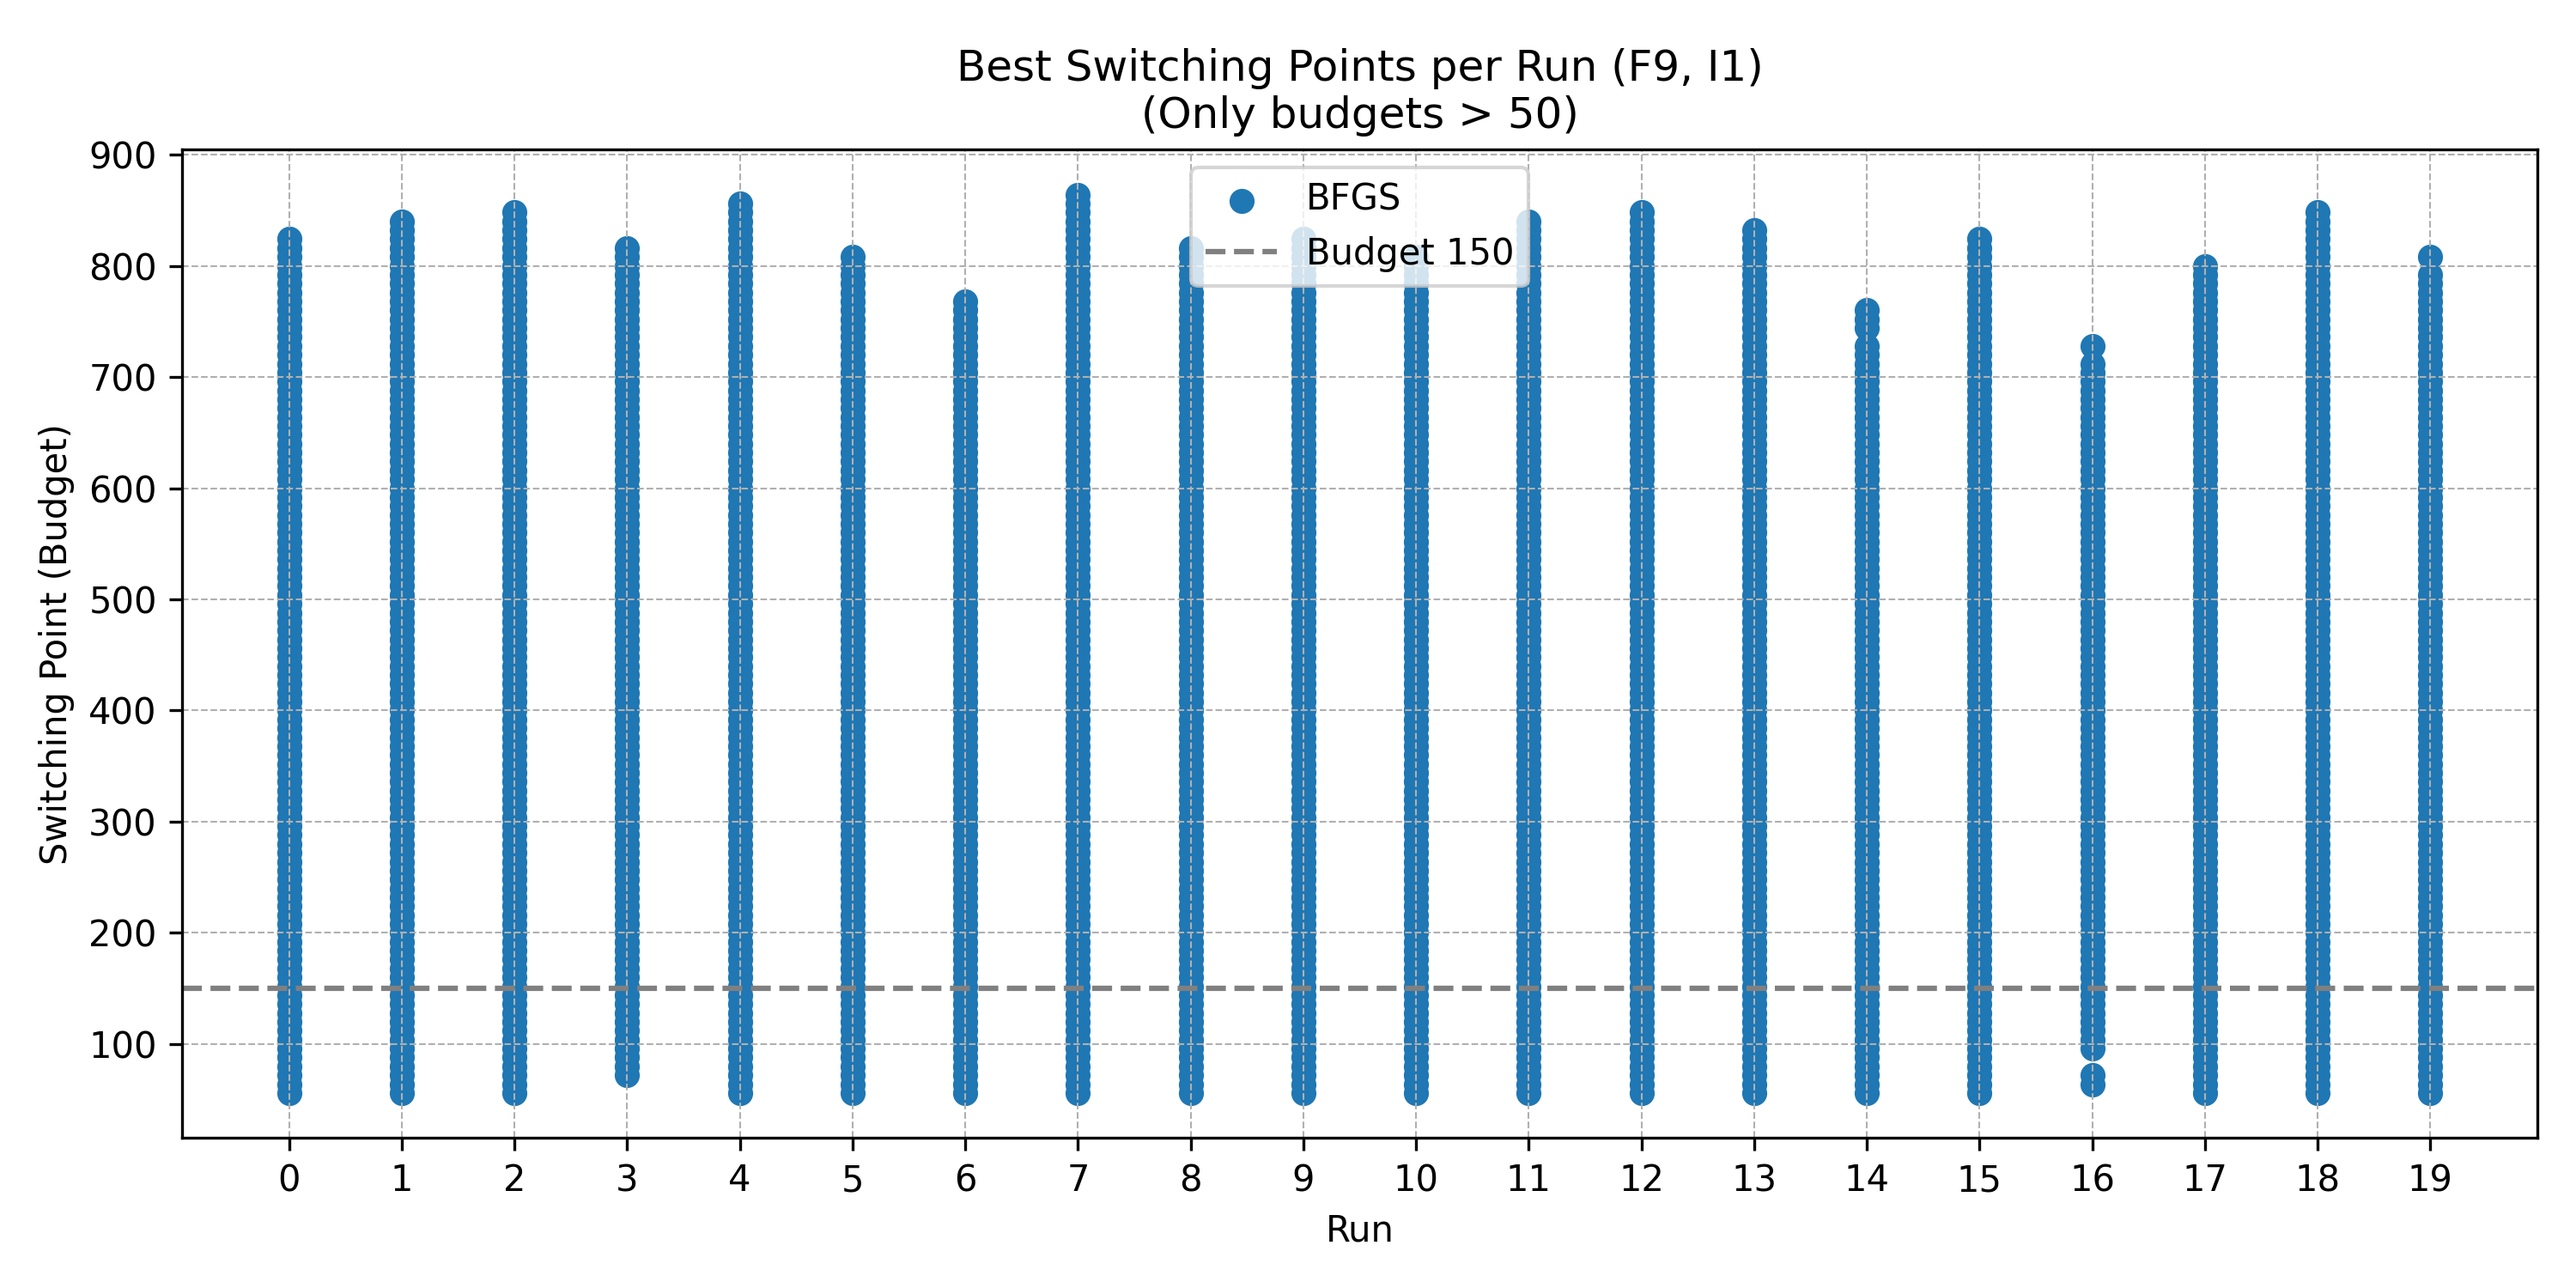 Best Switching Points per Run (F9, I1)
(Only budgets > 50)
BFGS
Budget 150
Switching Point (Budget)
900
800
700
600
500
400
300
200
100
0 1 2 3 4 5 6 7 8 9 10 11 12 13 14 15 16 17 18 19
Run